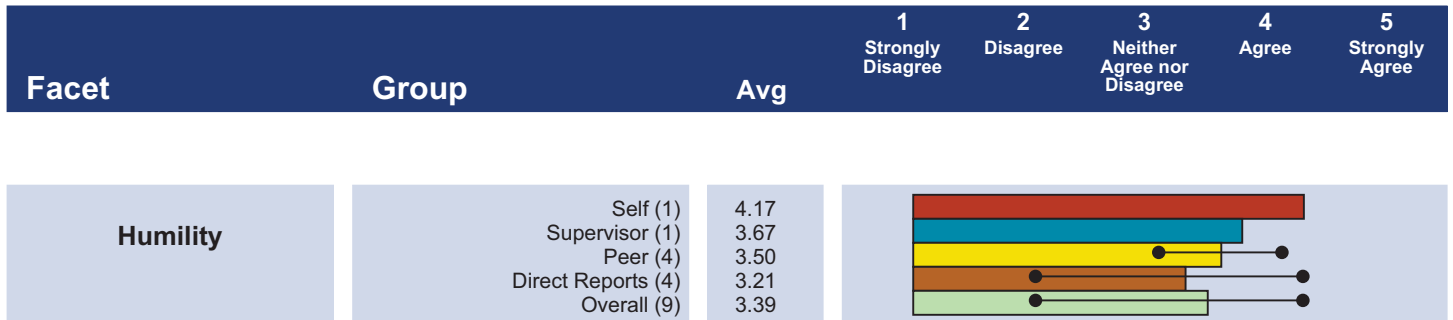 1 2 3 4 5
Strongly Disagree Neither Agree Strongly
Disagree Agree nor Agree
Disagree
Facet Group Avg
Humility
Self (1) 4.17
Supervisor (1) 3.67
Peer (4) 3.50
Direct Reports (4) 3.21
Overall (9) 3.39